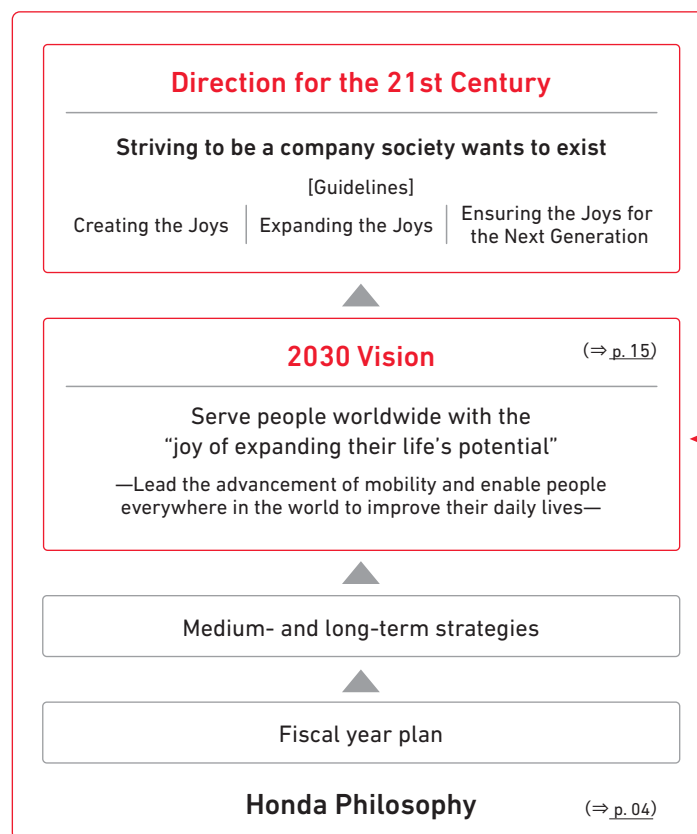 Direction for the 21st Century
Striving to be a company society wants to exist
[Guidelines]
Creating the Joys
Expanding the Joys
Ensuring the Joys for
the Next Generation
2030 Vision
(⇒ p. 15)
Serve people worldwide with the
“joy of expanding their life’s potential”
—Lead the advancement of mobility and enable people
everywhere in the world to improve their daily lives—
Medium- and long-term strategies
Fiscal year plan
Honda Philosophy
(⇒ p. 04)